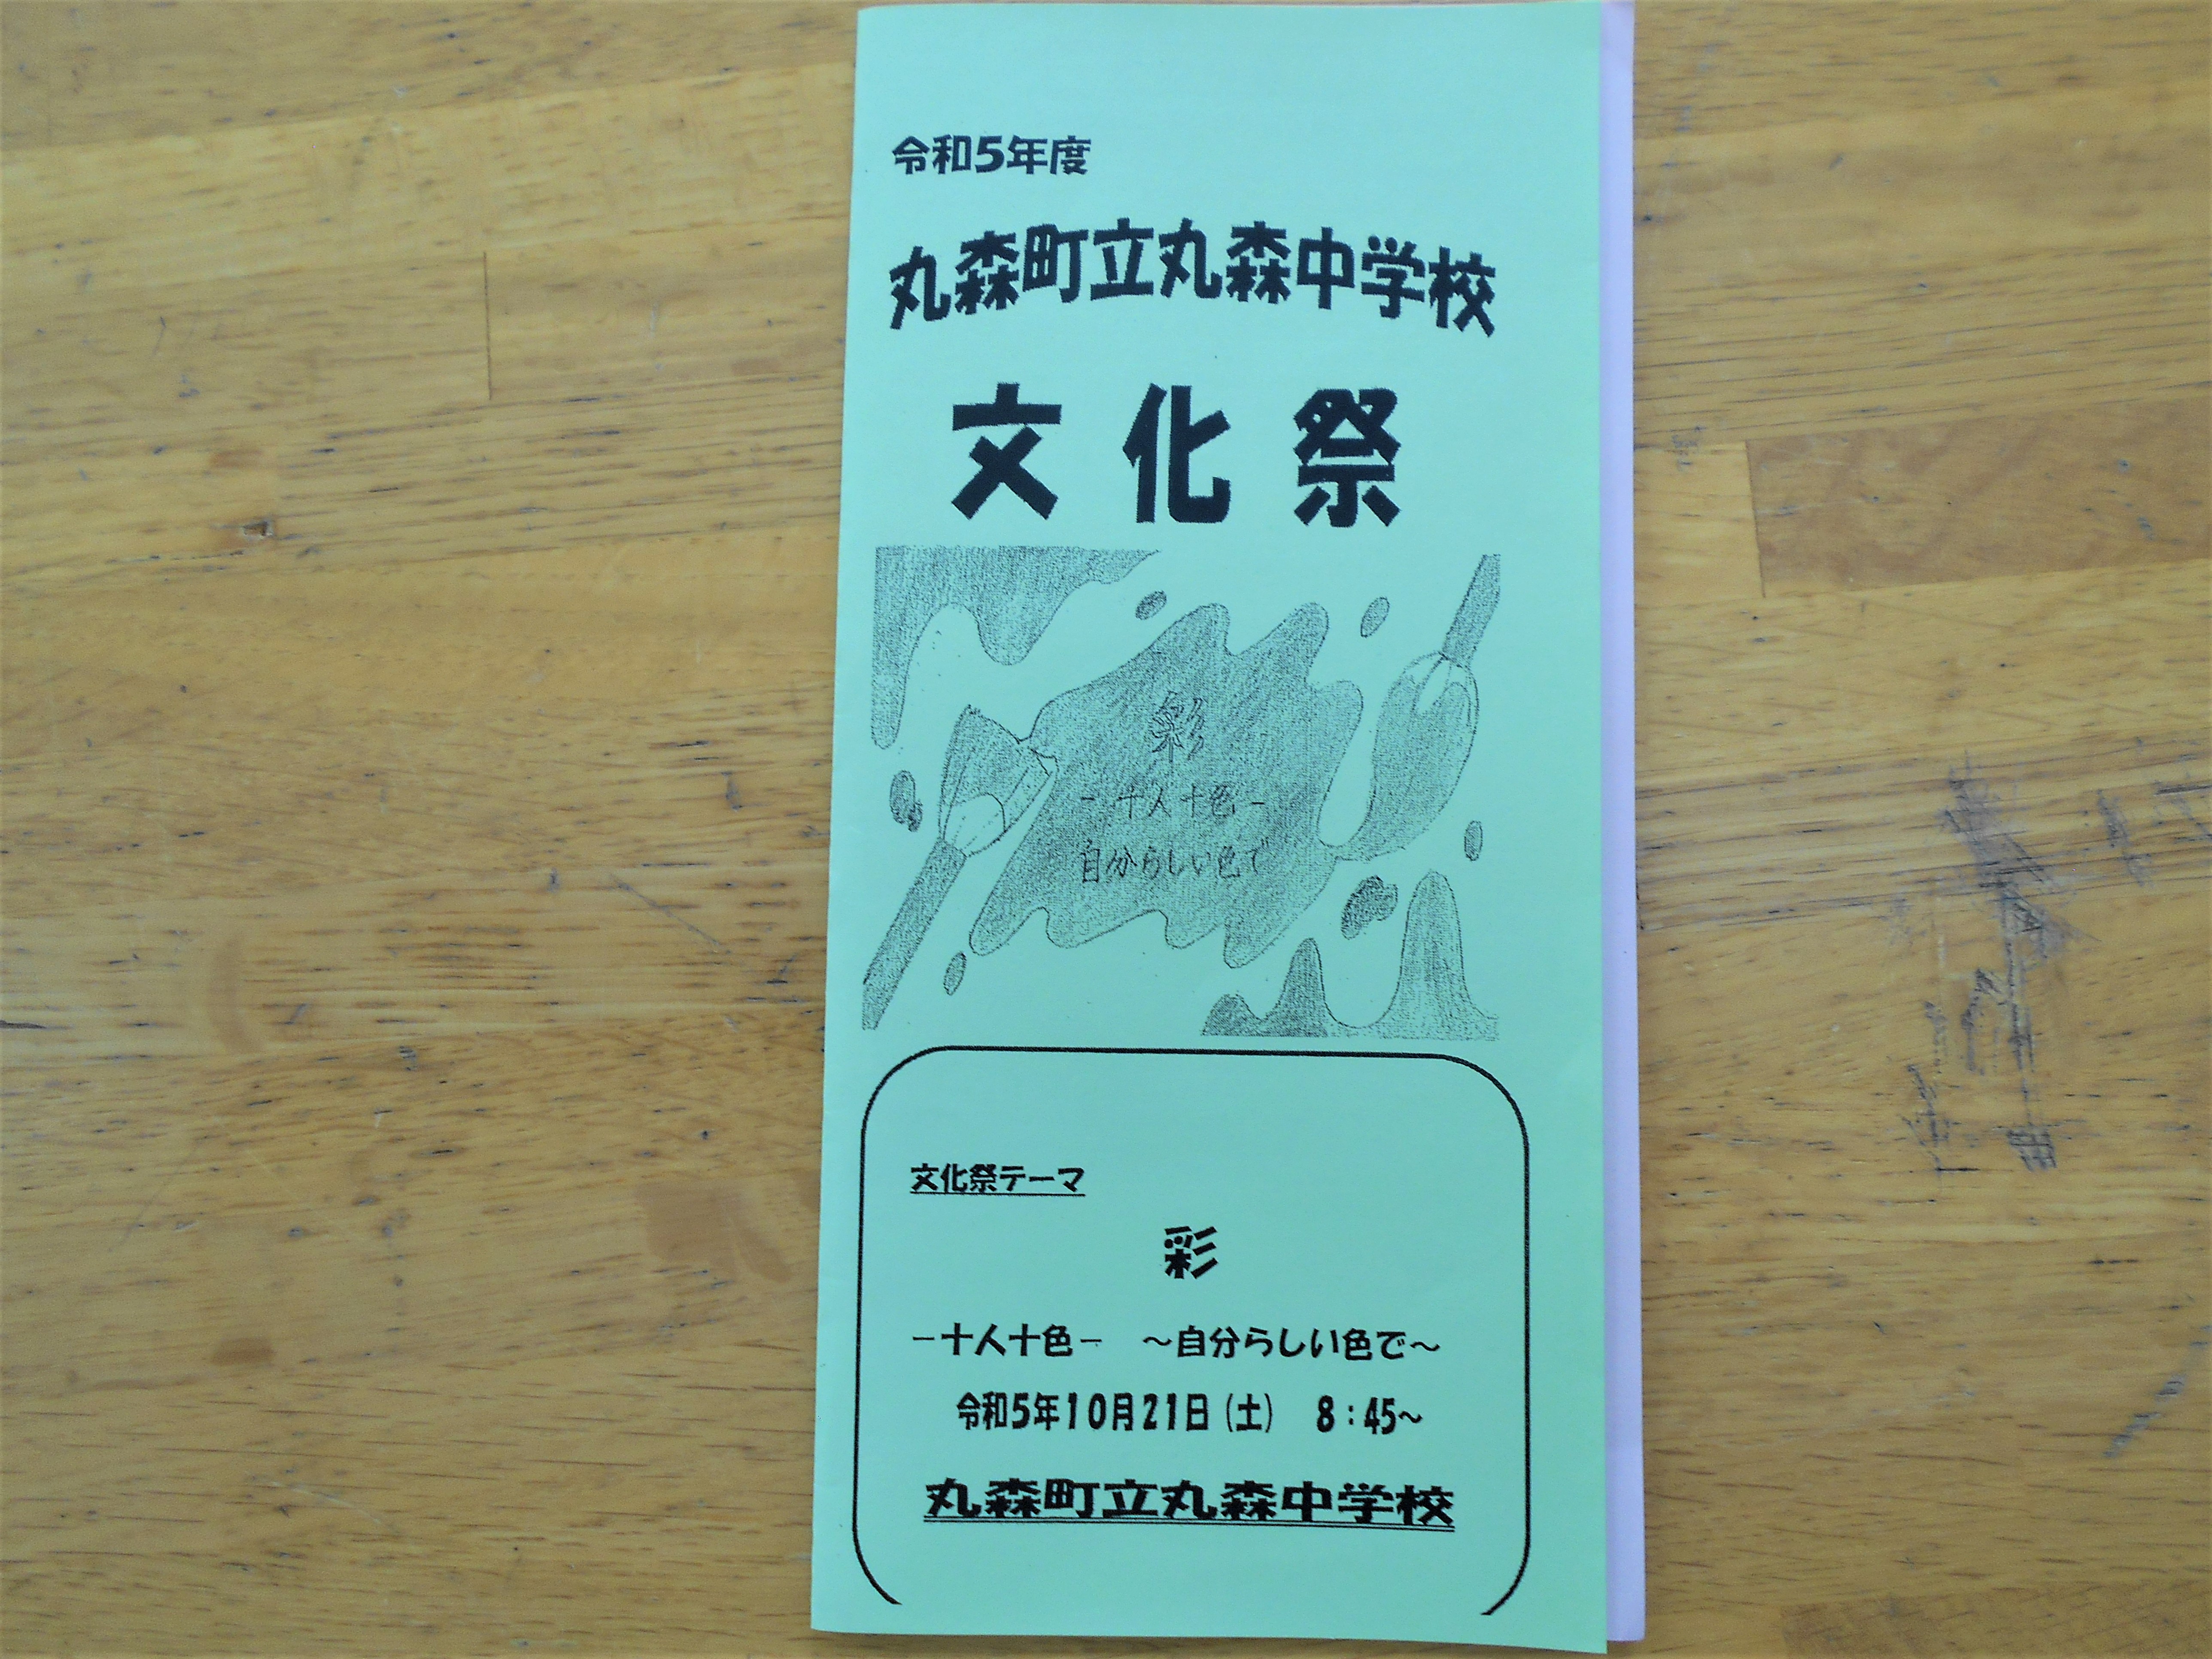 令和5年度
丸森町立丸森中学校
文化祭
彩
-十人十色-
自分らしい色で
文化祭テーマ
彩
－十人十色－　～自分らしい色で～
令和5年10月21日（土）　8：45～
丸森町立丸森中学校